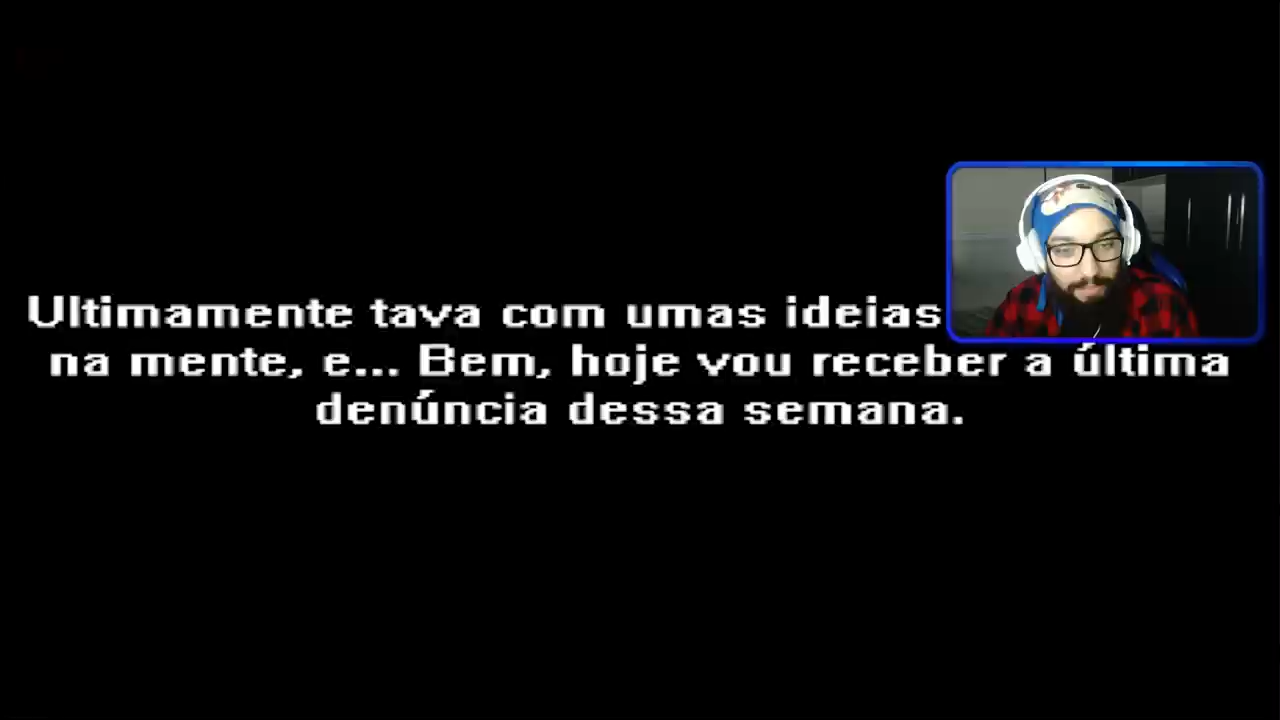 Ultimamente tava com umas ideias
na mente, e... Bem, hoje vou receber a última
denúncia dessa semana.